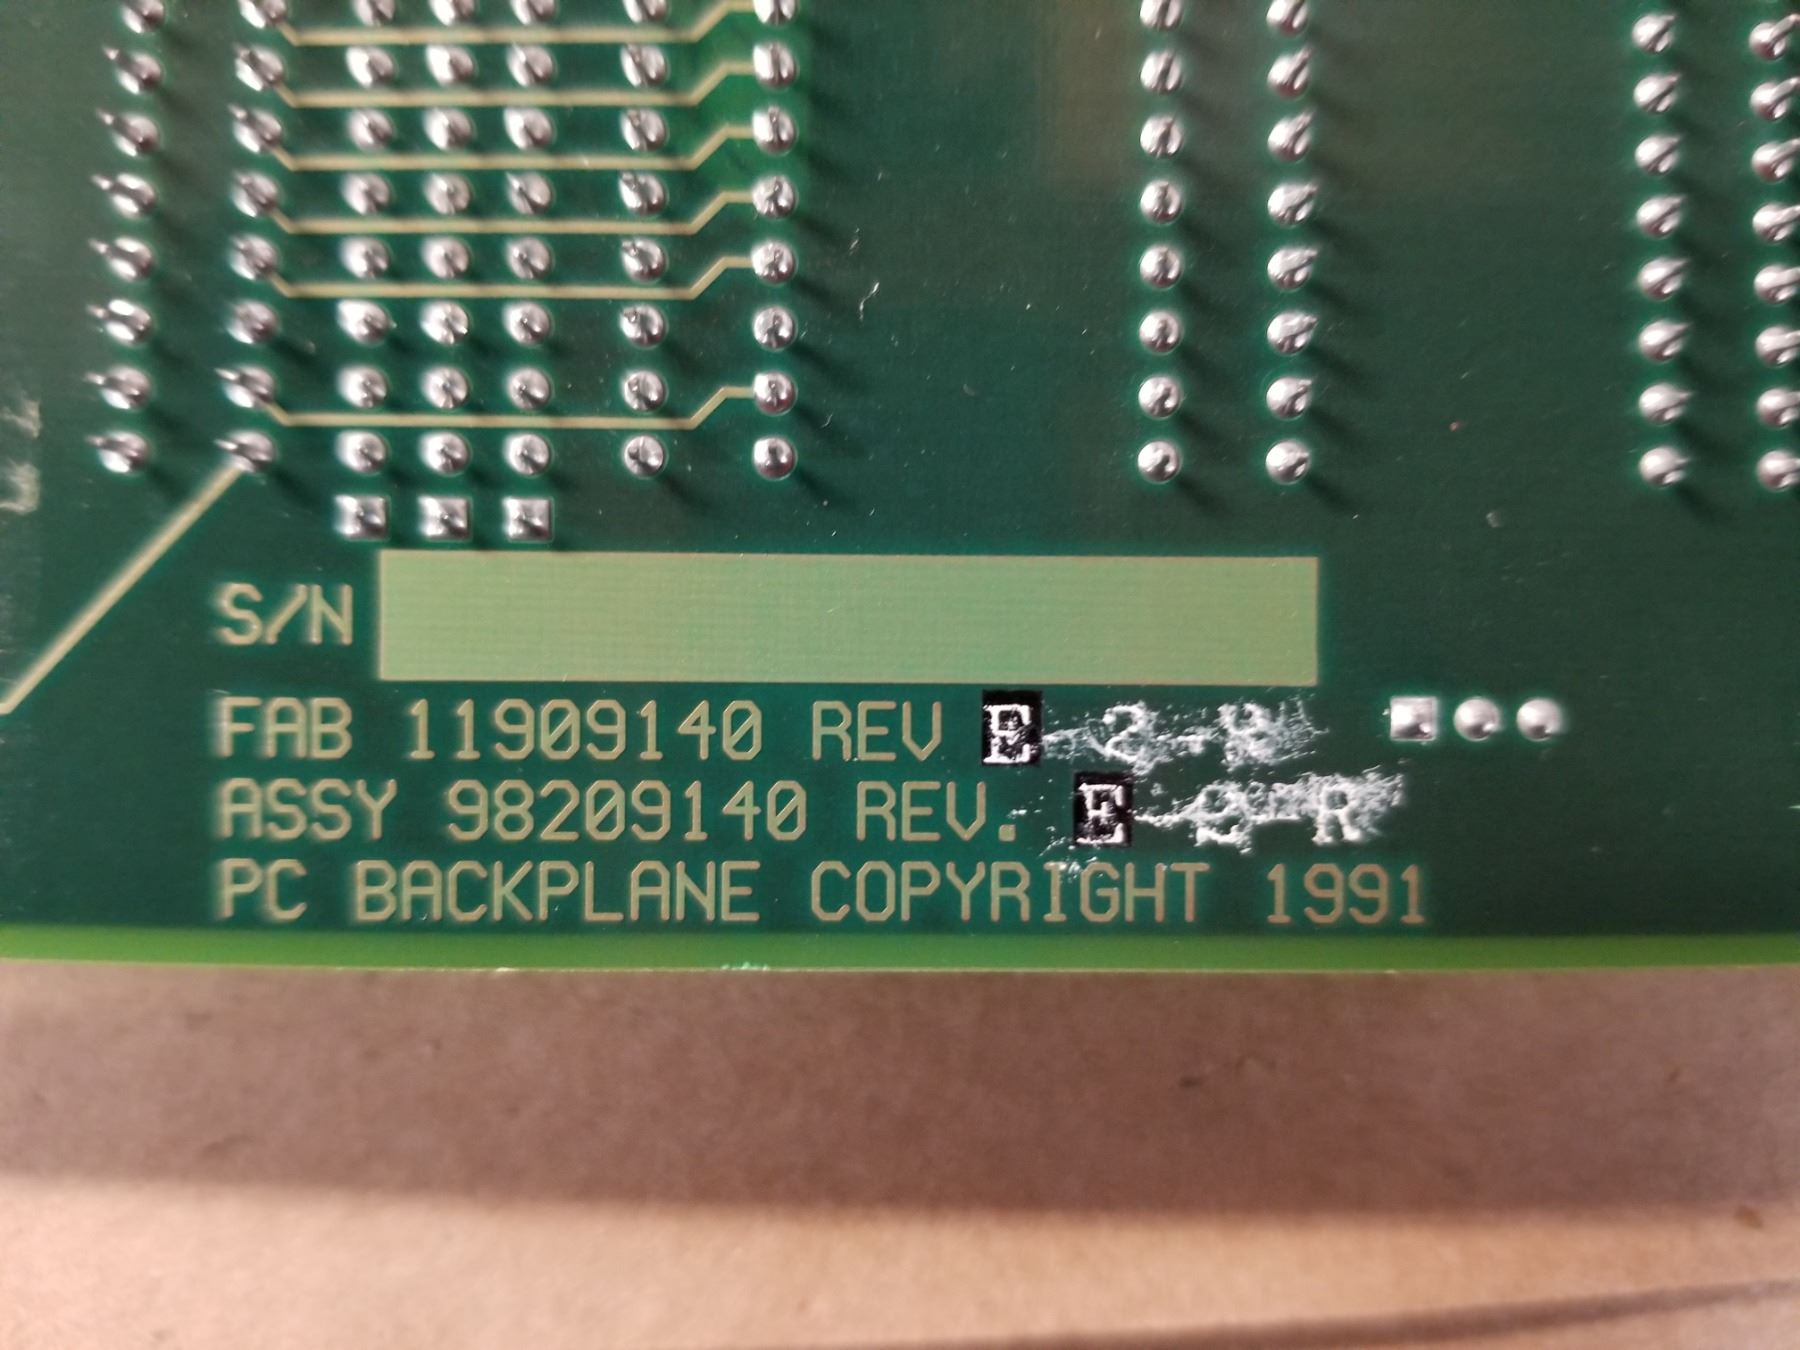 S/N
FAB 11909140 REV E
ASSY 98209140 REV. E
PC BACKPLANE COPYRIGHT 1991